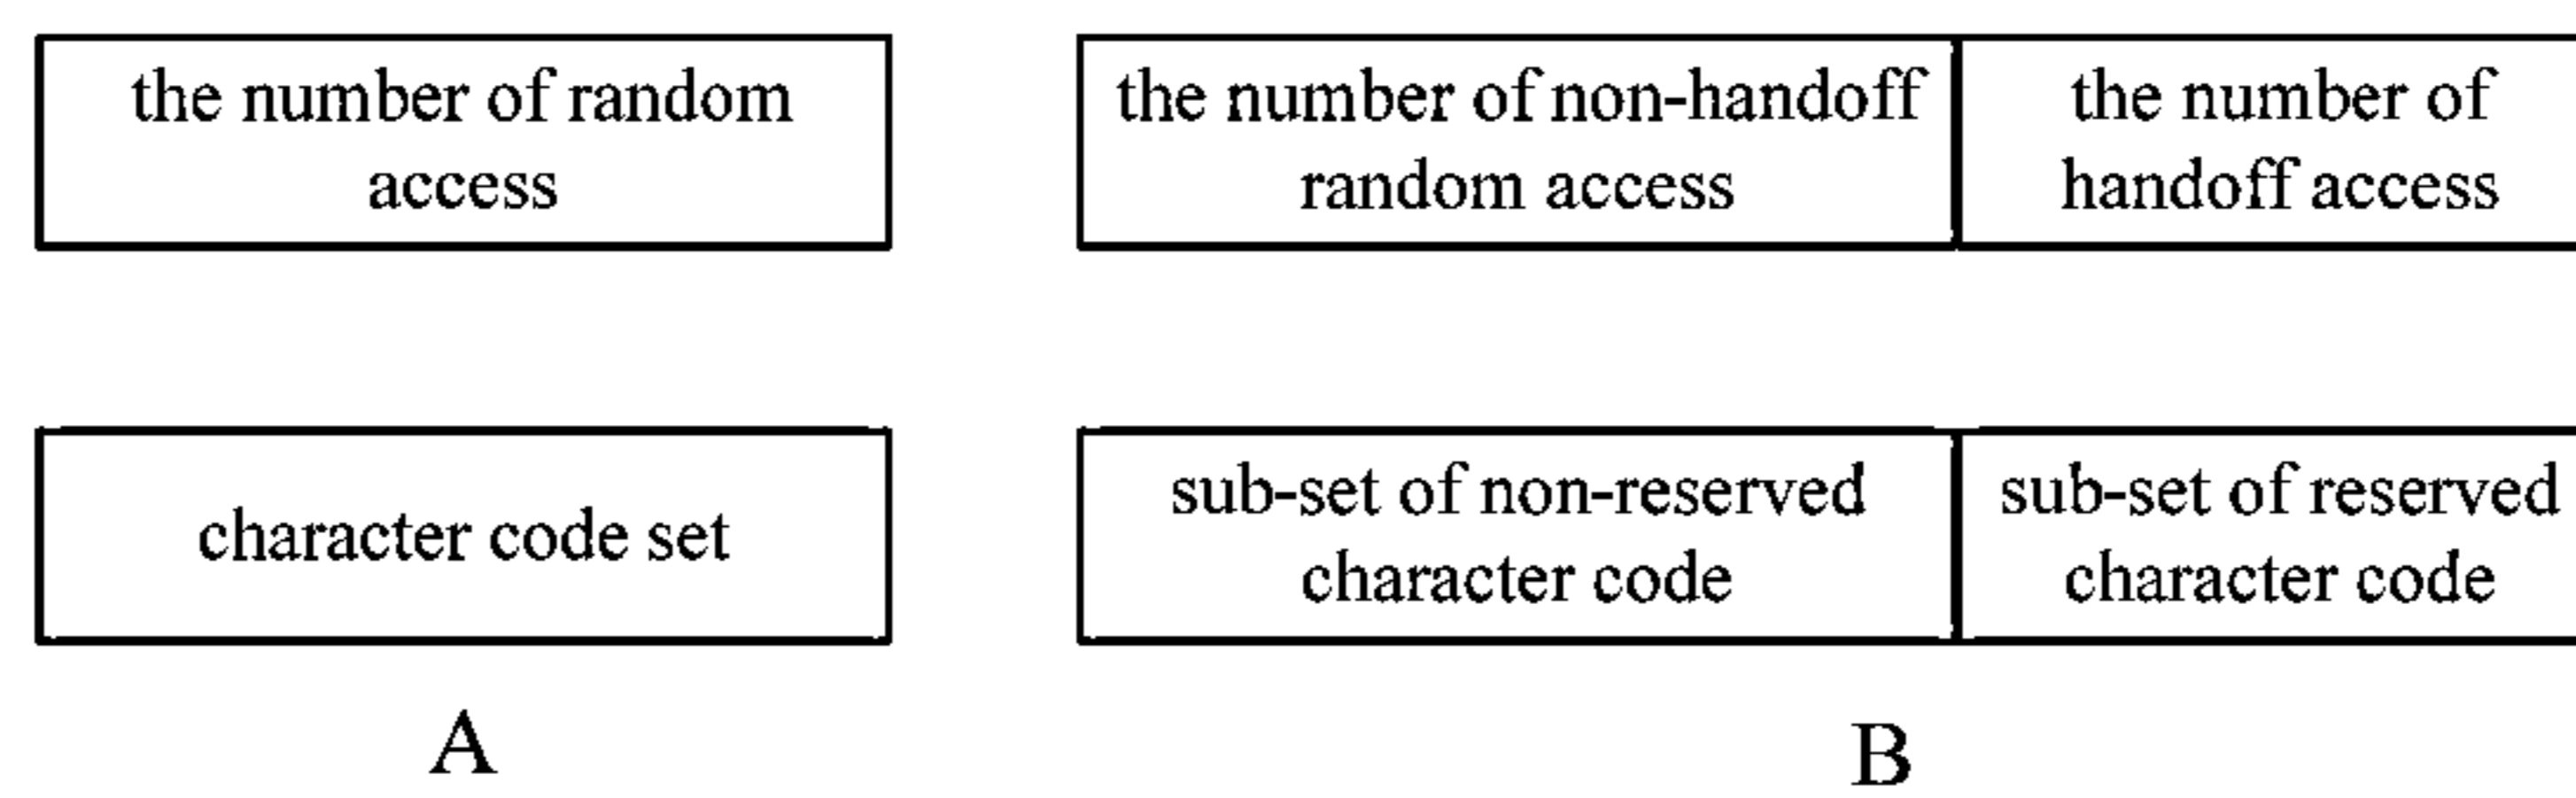 the number of random
access
the number of non-handoff
random access
the number of
handoff access
character code set
sub-set of non-reserved
character code
sub-set of reserved
character code
A
B